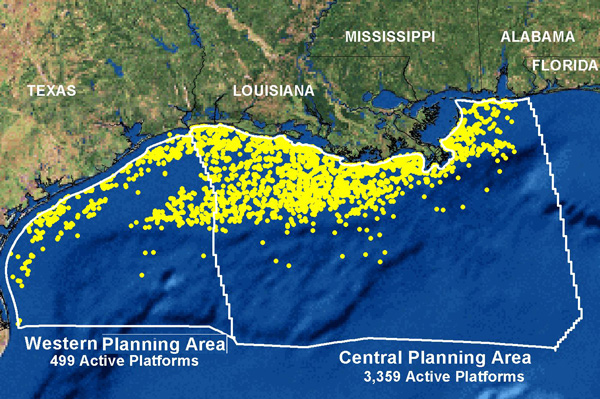 MISSISSIPPI
ALABAMA
FLORIDA
TEXAS
LOUISIANA
Western Planning Area
499 Active Platforms
Central Planning Area
3,359 Active Platforms